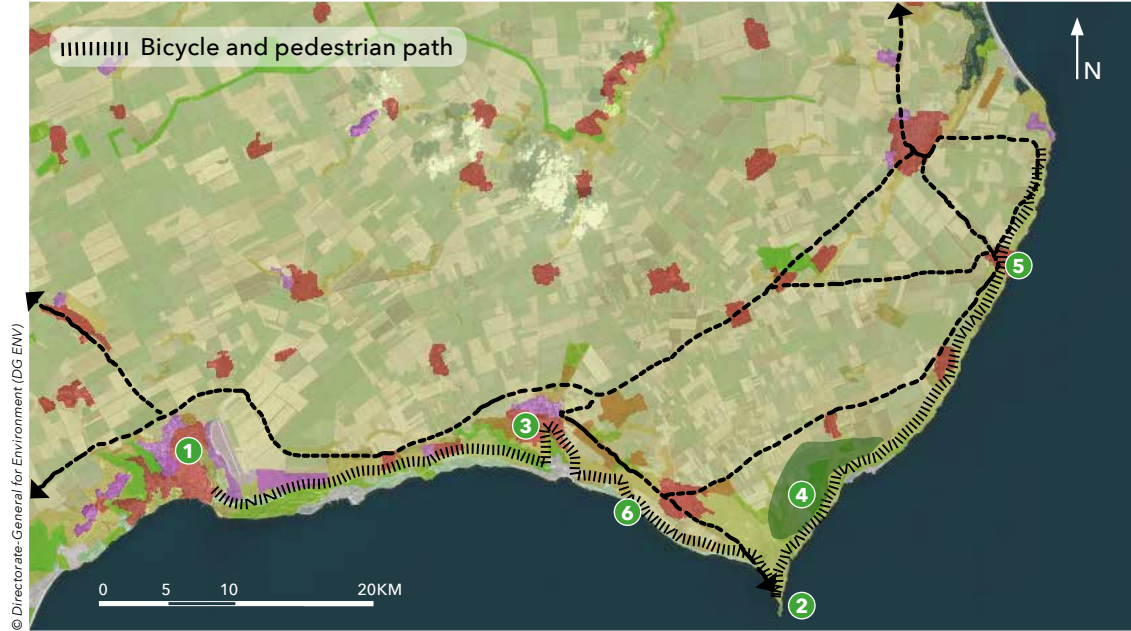 Bicycle and pedestrian path
N
5
1
3
4
6
2
0 5 10 20KM
© Directorate-General for Environment (DG ENV)